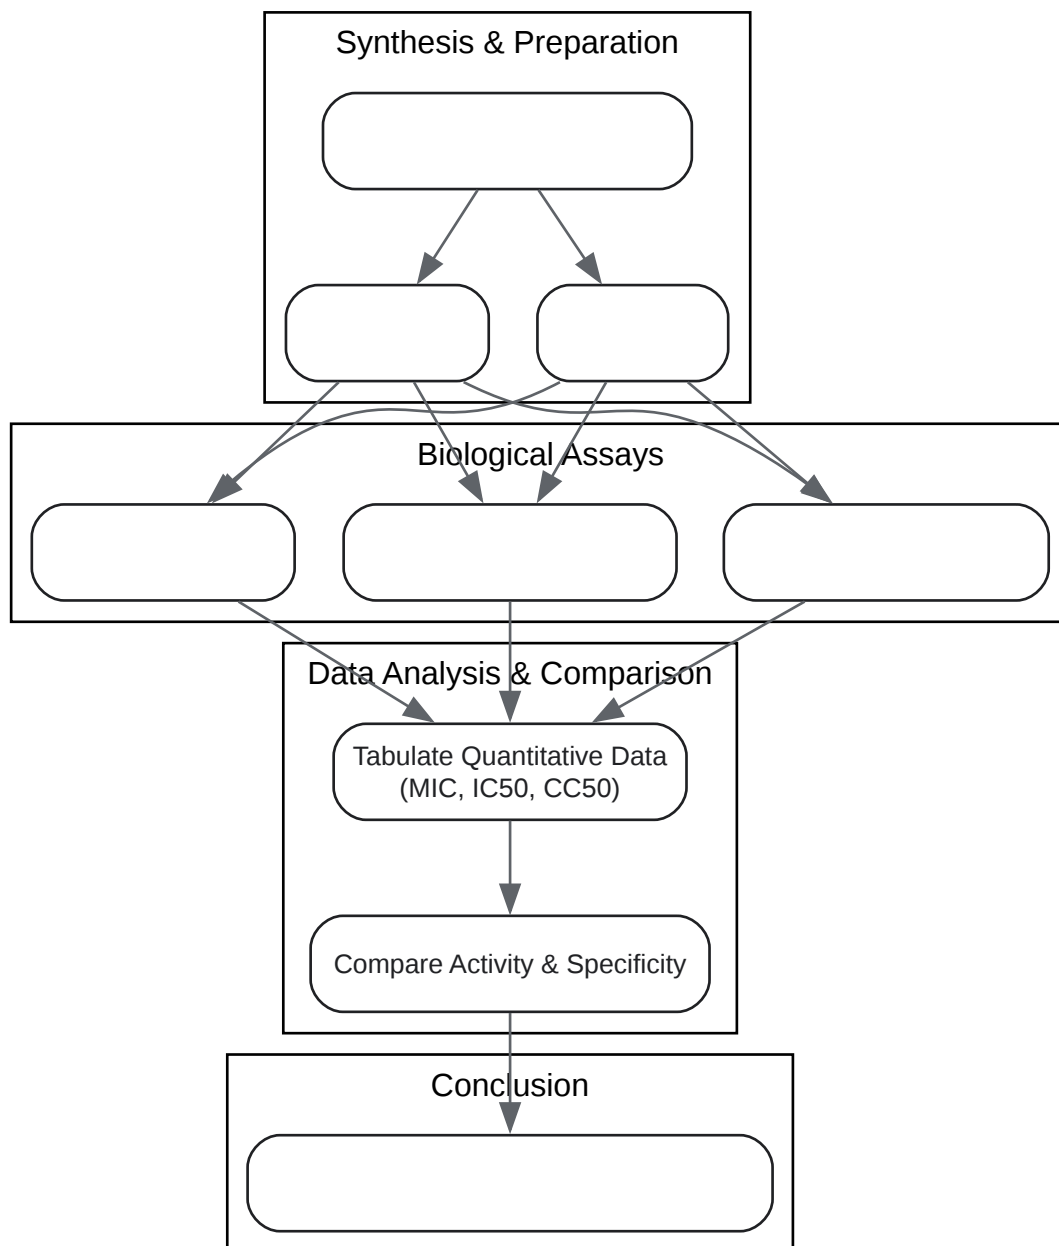 Synthesis & Preparation
Biological Assays
Data Analysis & Comparison
Tabulate Quantitative Data
(MIC, IC50, CC50)
Compare Activity & Specificity
Conclusion